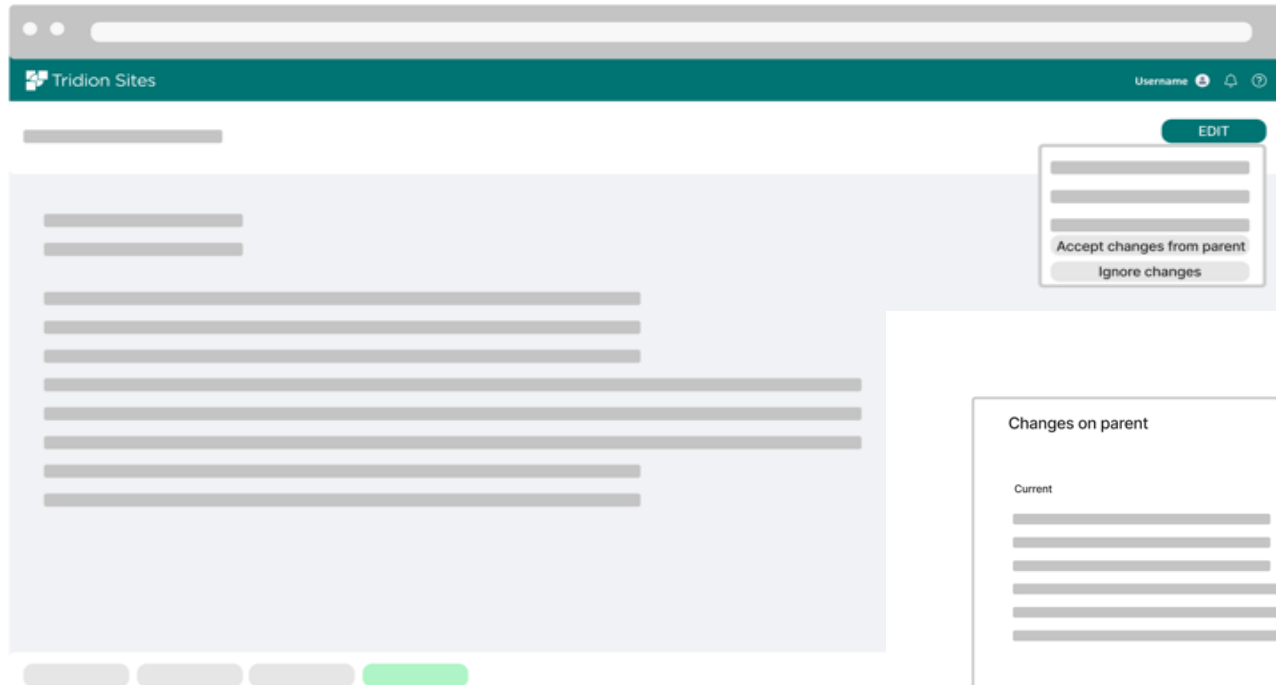 Tridion Sites
Username
EDIT
Accept changes from parent
Ignore changes
Changes on parent
Current